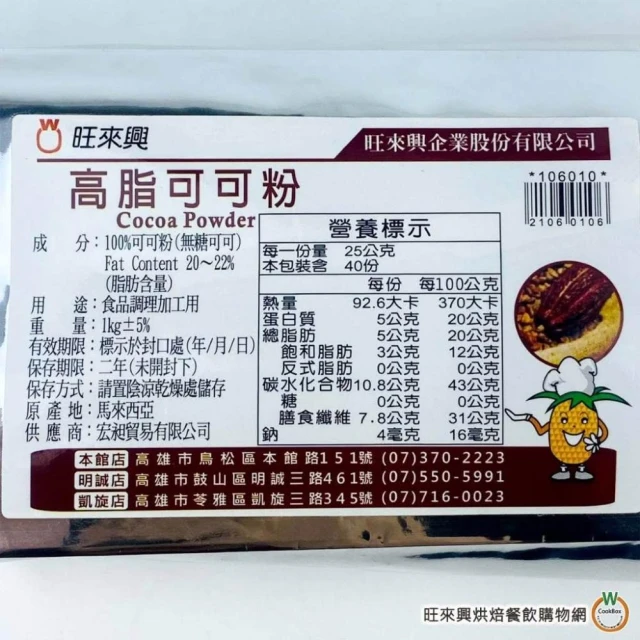 旺來興
旺來興企業股份有限公司
高脂可可粉
Cocoa Powder
*106010*
2106 0106
成 分：100%可可粉(無糖可可)
Fat Content 20～22%
(脂肪含量)
用 途：食品調理加工用
重 量：1kg±5%
有效期限：標示於封口處(年/月/日)
保存期限：二年(未開封下)
保存方式：請置陰涼乾燥處儲存
原 產 地：馬來西亞
供 應 商：宏昶貿易有限公司
營養標示
每一份量 25公克
本包裝含 40份
每份 每100公克
熱量 92.6大卡 370大卡
蛋白質 5公克 20公克
總脂肪 5公克 20公克
飽和脂肪 3公克 12公克
反式脂肪 0公克 0公克
碳水化合物 10.8公克 43公克
糖 0公克 0公克
膳食纖維 7.8公克 31公克
鈉 4毫克 16毫克
本館店 高雄市鳥松區本館路151號 (07)370-2223
明誠店 高雄市鼓山區明誠三路461號 (07)550-5991
凱旋店 高雄市苓雅區凱旋三路345號 (07)716-0023
旺來興烘焙餐飲購物網
CookBox